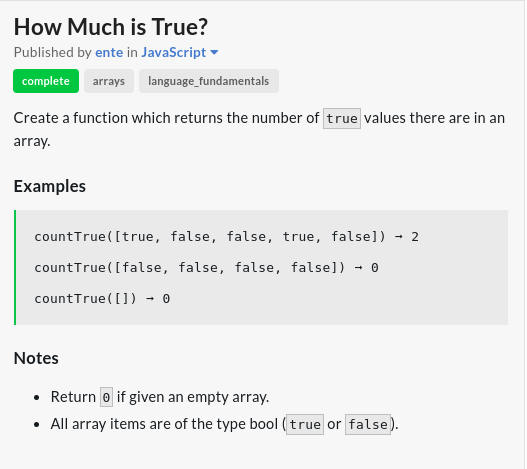 How Much is True?
Published by ente in JavaScript
complete arrays language_fundamentals
Create a function which returns the number of true values there are in an
array.
Examples
countTrue([true, false, false, true, false]) → 2
countTrue([false, false, false, false]) → 0
countTrue([]) → 0
Notes
• Return 0 if given an empty array.
• All array items are of the type bool (true or false).